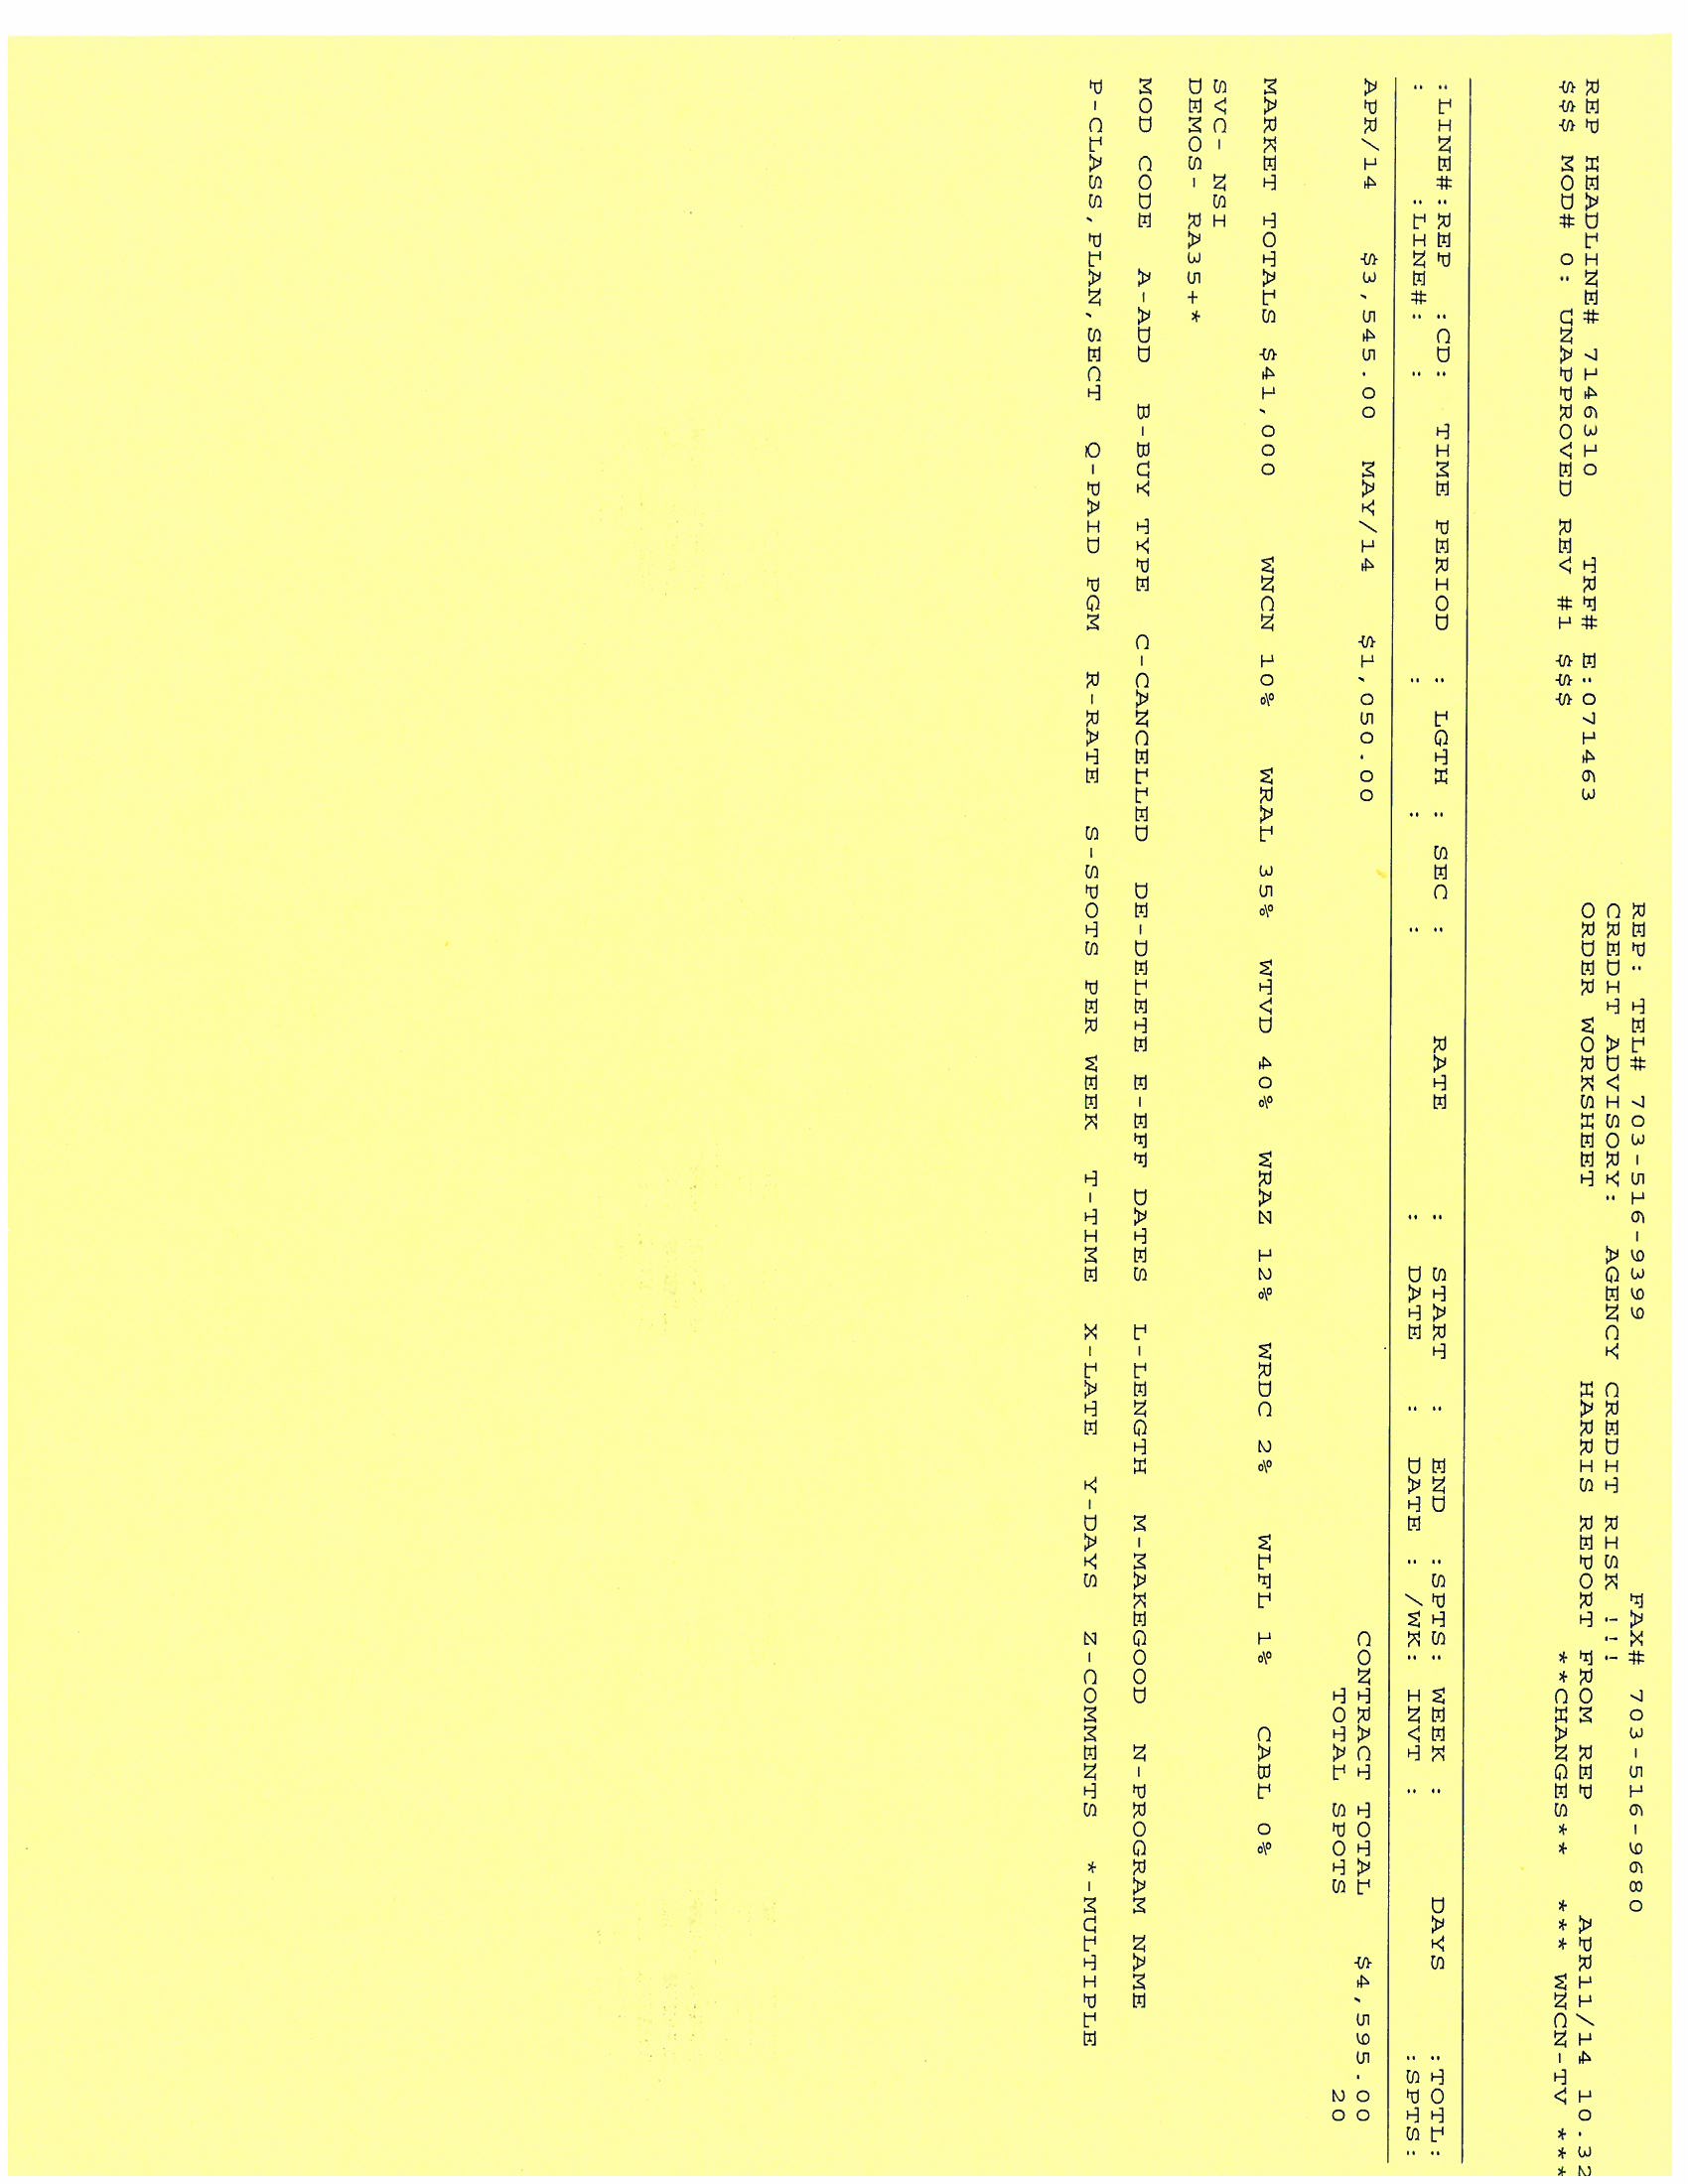 REP: TEL# 703-516-9399 FAX# 703-516-9680
CREDIT ADVISORY: AGENCY CREDIT RISK !!!
REP HEADLINE# 7146310 TRF# E:071463 ORDER WORKSHEET HARRIS REPORT FROM REP APR11/14 10.32
$$$ MOD# 0: UNAPPROVED REV #1 $$$ **CHANGES** *** WNCN-TV ***
:LINE#:REP :CD: TIME PERIOD : LGTH : SEC : RATE : START : END :SPTS: WEEK : DAYS :TOTL:
: :LINE#: : : : : : DATE : DATE : /WK: INVT : :SPTS:
APR/14 $3,545.00 MAY/14 $1,050.00 CONTRACT TOTAL $4,595.00
TOTAL SPOTS 20
MARKET TOTALS $41,000 WNCN 10% WRAL 35% WTVD 40% WRAZ 12% WRDC 2% WLFL 1% CABL 0%
SVC- NSI
DEMOS- RA35+*
MOD CODE A-ADD B-BUY TYPE C-CANCELLED DE-DELETE E-EFF DATES L-LENGTH M-MAKEGOOD N-PROGRAM NAME
P-CLASS,PLAN,SECT Q-PAID PGM R-RATE S-SPOTS PER WEEK T-TIME X-LATE Y-DAYS Z-COMMENTS *-MULTIPLE